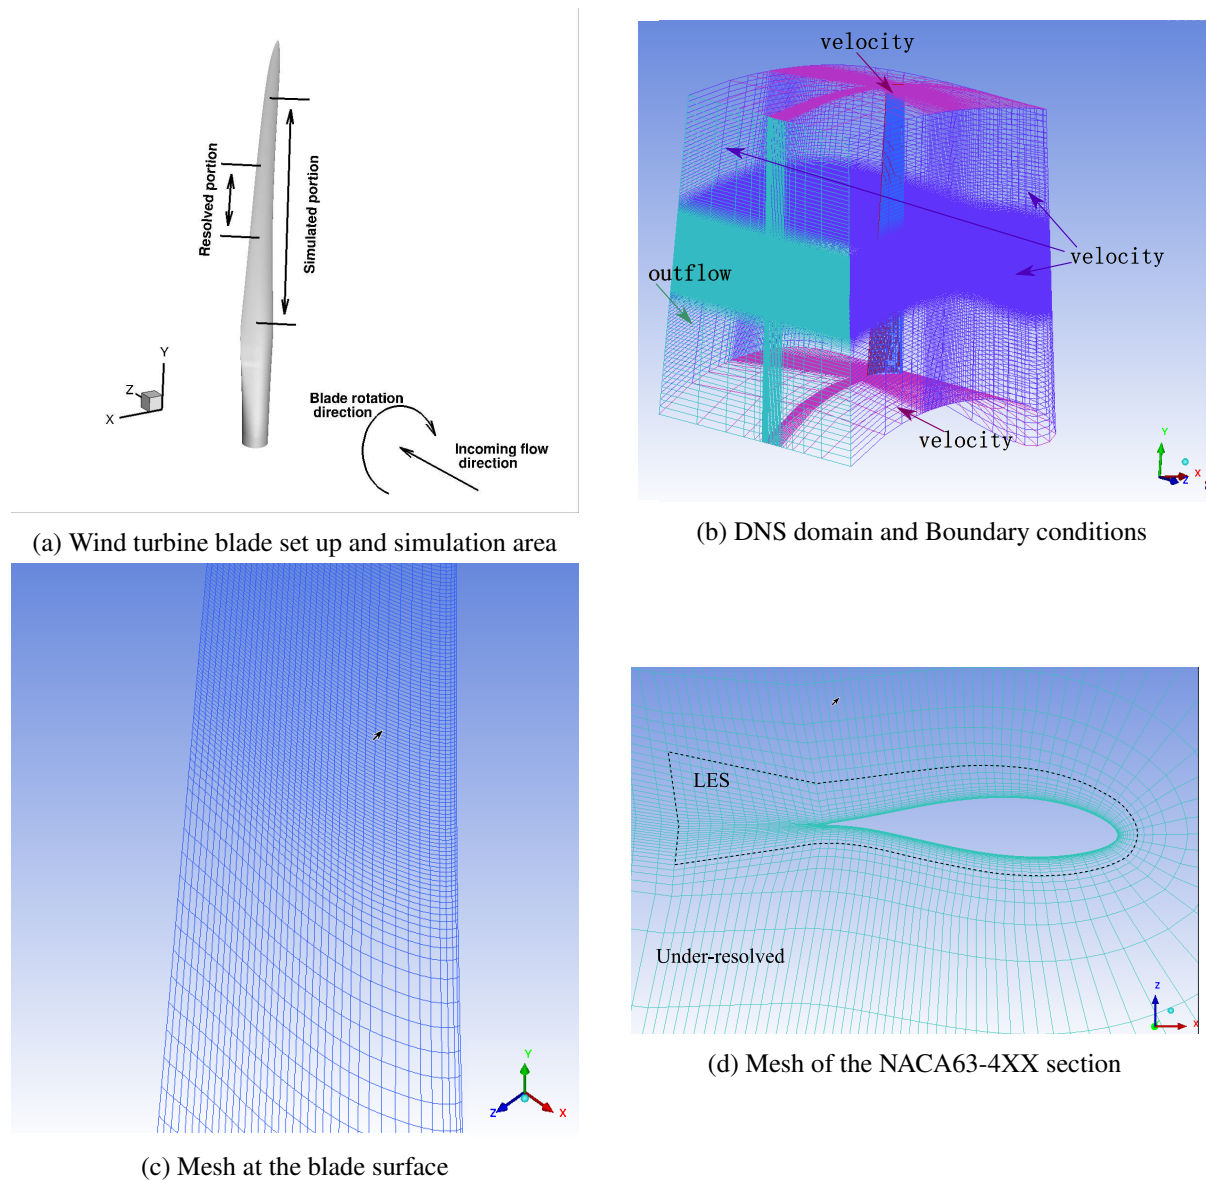 Resolved portion
Simulated portion
Y
Z
X
Blade rotation
direction
Incoming flow
direction
(a) Wind turbine blade set up and simulation area
velocity
velocity
outflow
velocity
Y
X
Z
(b) DNS domain and Boundary conditions
Y
Z
X
(c) Mesh at the blade surface
LES
Under-resolved
Z
X
(d) Mesh of the NACA63-4XX section